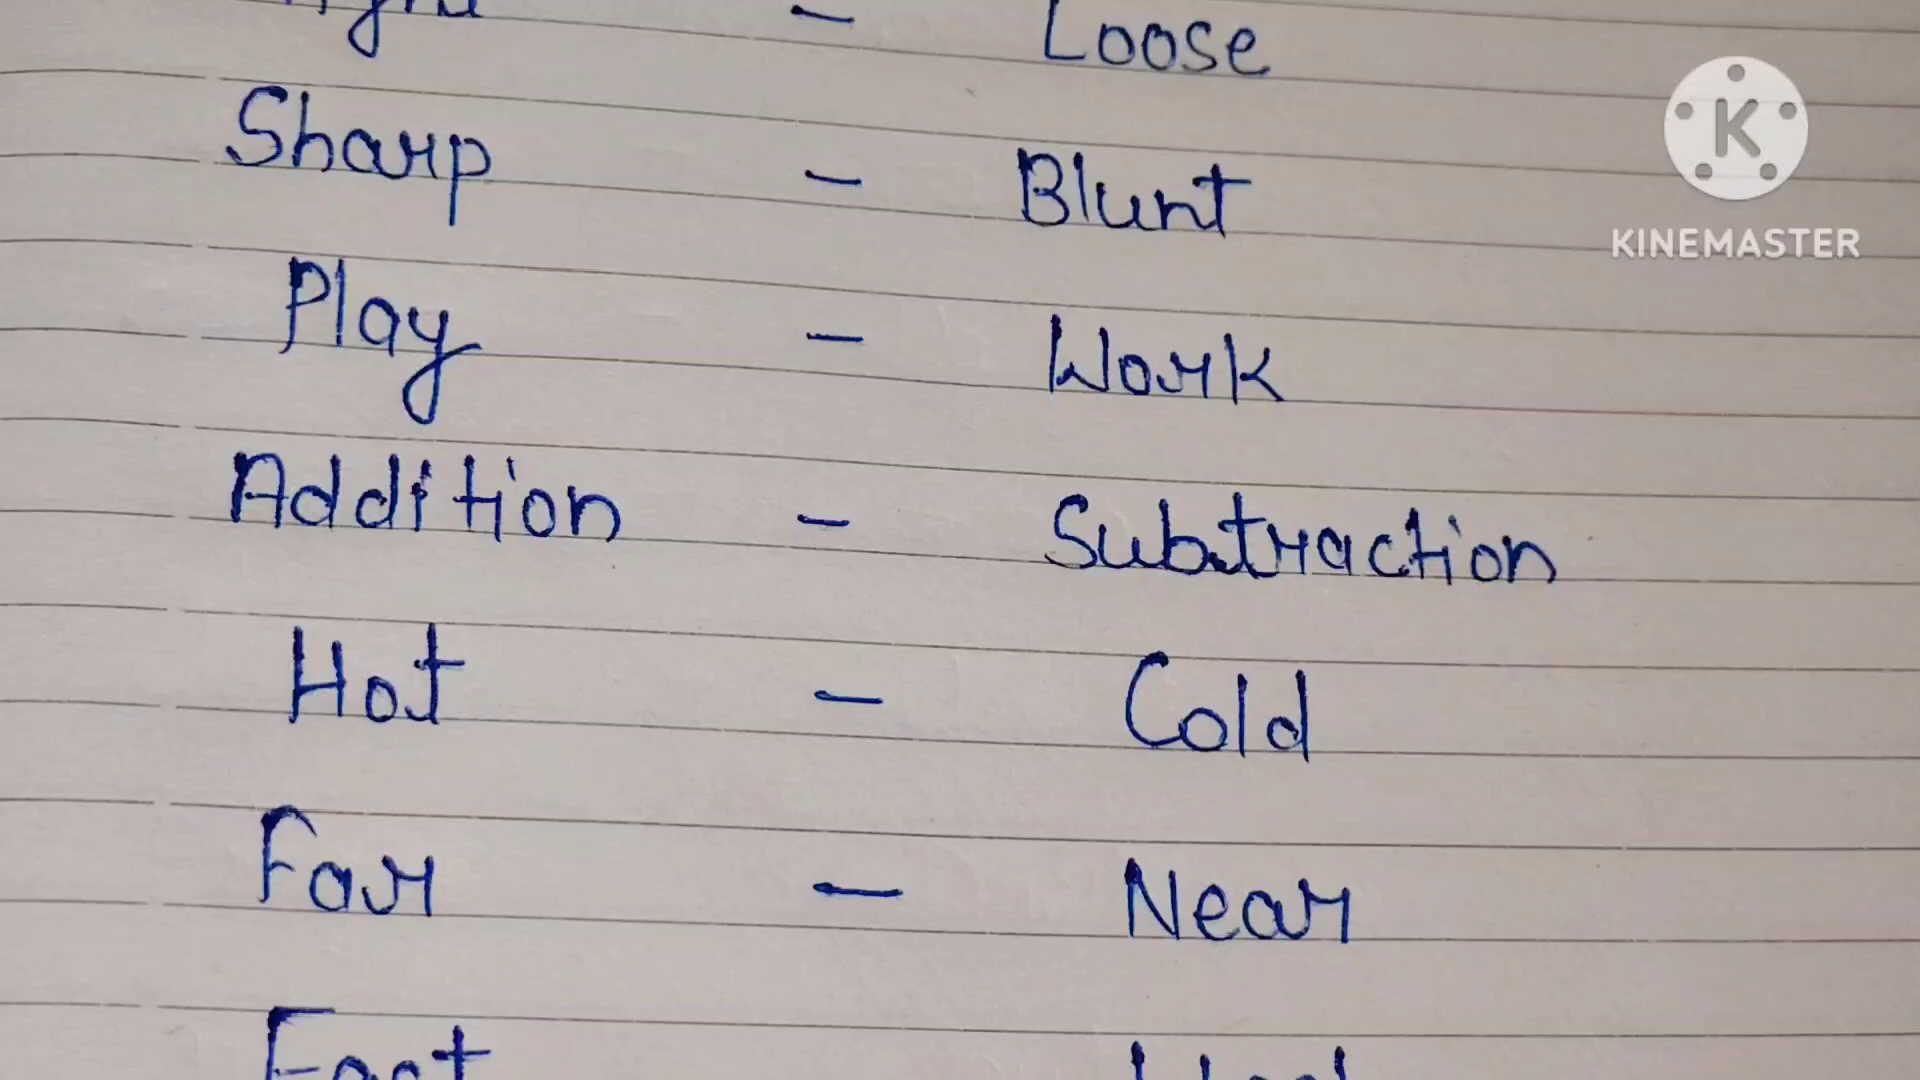 - Loose
Sharp - Blunt
KINEMASTER
Play - Work
Addition - Subtraction
Hot - Cold
Far - Near